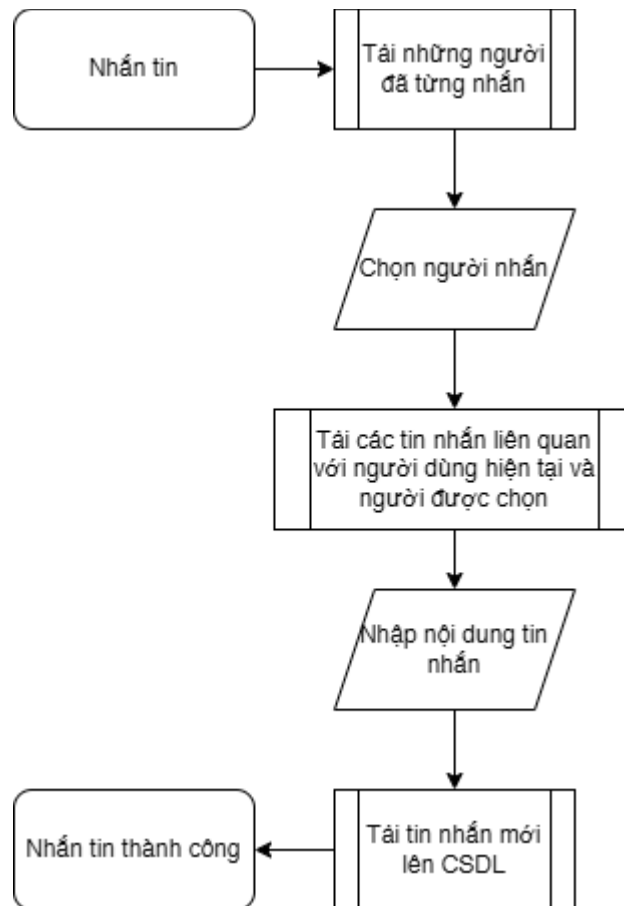 Nhắn tin
Tải những người
đã từng nhắn
Chọn người nhắn
Tải các tin nhắn liên quan
với người dùng hiện tại và
người được chọn
Nhập nội dung tin
nhắn
Tải tin nhắn mới
lên CSDL
Nhắn tin thành công